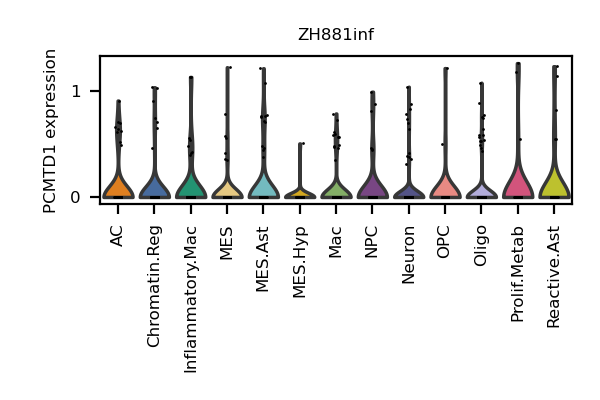 ZH881inf
PCMTD1 expression
1
0
AC
Chromatin.Reg
Inflammatory.Mac
MES
MES.Ast
MES.Hyp
Mac
NPC
Neuron
OPC
Oligo
Prolif.Metab
Reactive.Ast